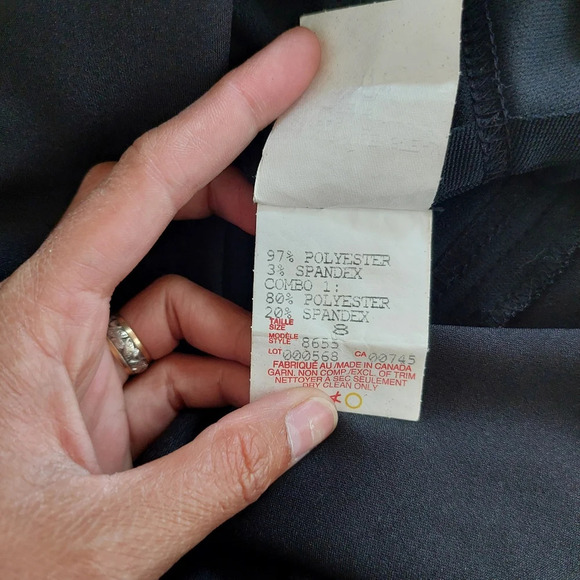 97% POLYESTER
3% SPANDEX
COMBO 1:
80% POLYESTER
20% SPANDEX
TAILLE
SIZE 8
MODÈLE
STYLE 8655
LOT 000568 CA 00745
FABRIQUÉ AU/MADE IN CANADA
GARN. NON COMP/EXCL. OF TRIM
NETTOYER À SEC SEULEMENT
DRY CLEAN ONLY